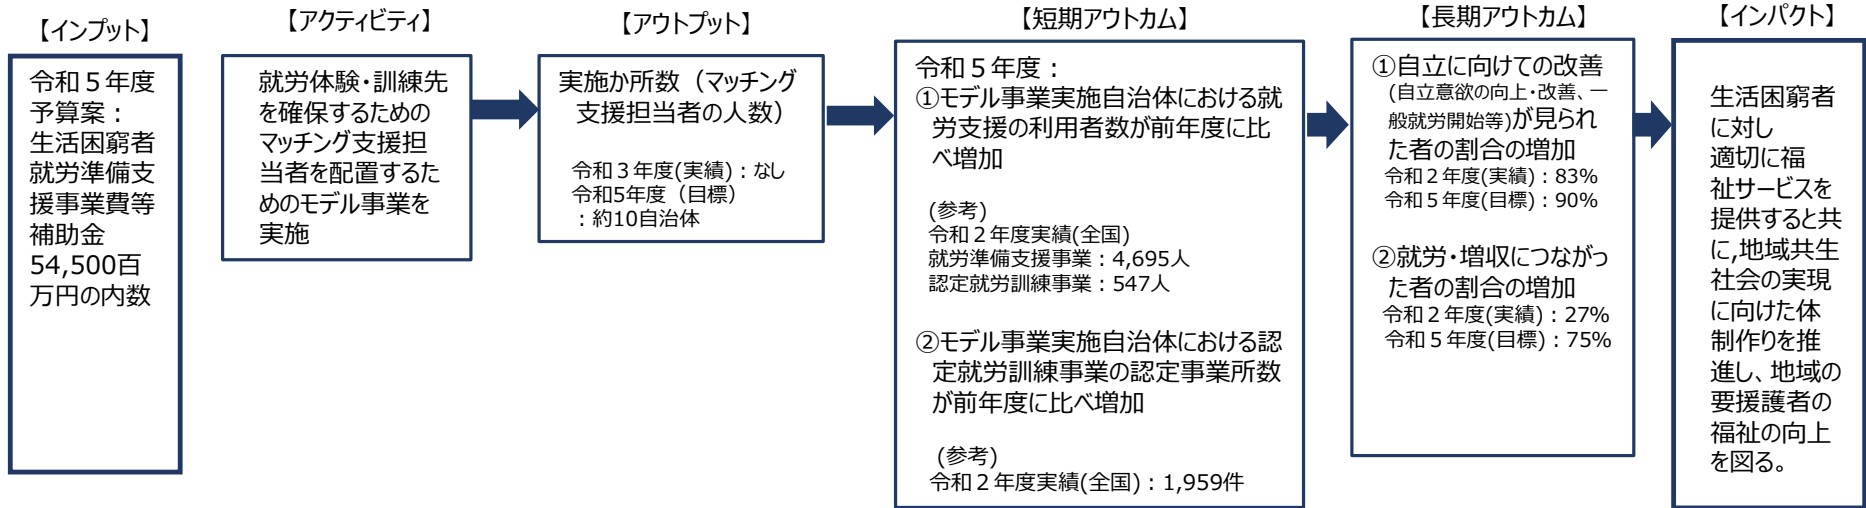 【インプット】
令和５年度
予算案：
生活困窮者
就労準備支
援事業費等
補助金
54,500百
万円の内数
【アクティビティ】
就労体験・訓練先
を確保するための
マッチング支援担
当者を配置するた
めのモデル事業を
実施
【アウトプット】
実施か所数（マッチング
支援担当者の人数）
令和３年度(実績)：なし
令和5年度（目標）
：約10自治体
【短期アウトカム】
令和５年度：
①モデル事業実施自治体における就
労支援の利用者数が前年度に比
べ増加
(参考)
令和２年度実績(全国)
就労準備支援事業：4,695人
認定就労訓練事業：547人
②モデル事業実施自治体における認
定就労訓練事業の認定事業所数
が前年度に比べ増加
(参考)
令和２年度実績(全国)：1,959件
【長期アウトカム】
①自立に向けての改善
(自立意欲の向上・改善、一
般就労開始等)が見られ
た者の割合の増加
令和２年度(実績)：83%
令和５年度(目標)：90%
②就労・増収につながっ
た者の割合の増加
令和２年度(実績)：27%
令和５年度(目標)：75%
【インパクト】
生活困窮者
に対し
適切に福
祉サービスを
提供すると共
に,地域共生
社会の実現
に向けた体
制作りを推
進し、地域の
要援護者の
福祉の向上
を図る。